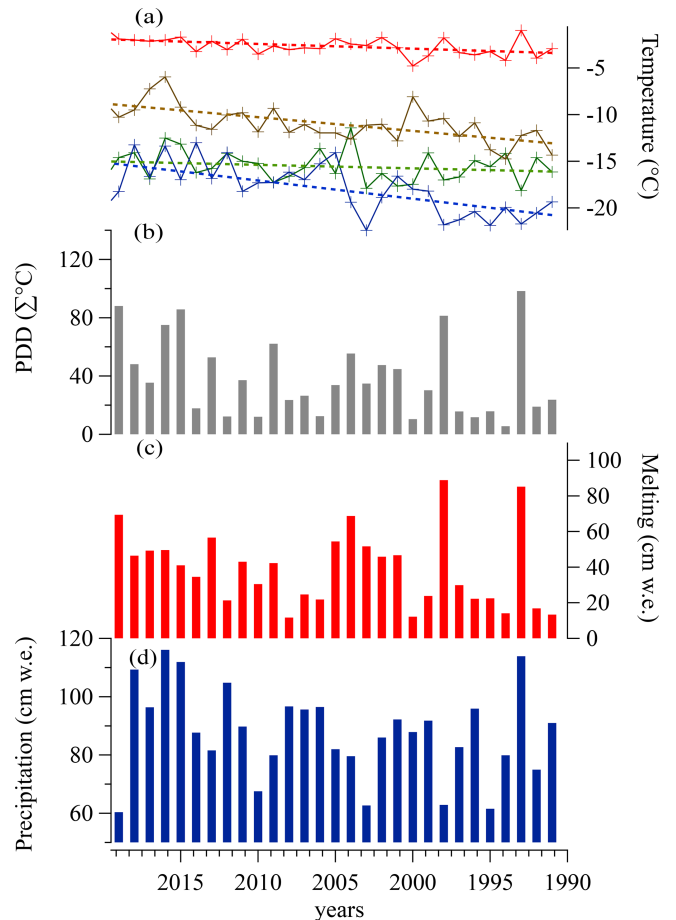 (a)
Temperature (°C)
-5
-10
-15
-20
(b)
PDD (∑°C)
120
80
40
0
(c)
Melting (cm w.e.)
100
80
60
40
20
0
(d)
Precipitation (cm w.e.)
120
100
80
60
2015
2010
2005
2000
1995
1990
years